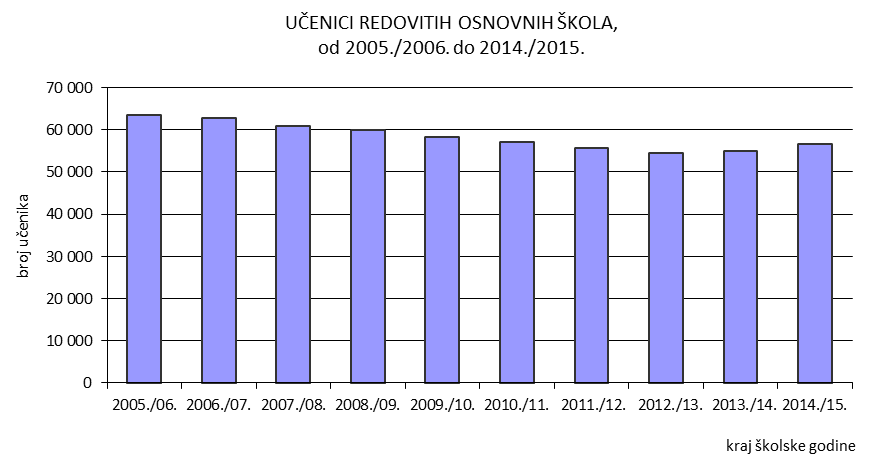 UČENICI REDOVITIH OSNOVNIH ŠKOLA,
od 2005./2006. do 2014./2015.
70 000
60 000
50 000
40 000
30 000
20 000
10 000
0
broj učenika
2005./06. 2006./07. 2007./08. 2008./09. 2009./10. 2010./11. 2011./12. 2012./13. 2013./14. 2014./15.
kraj školske godine